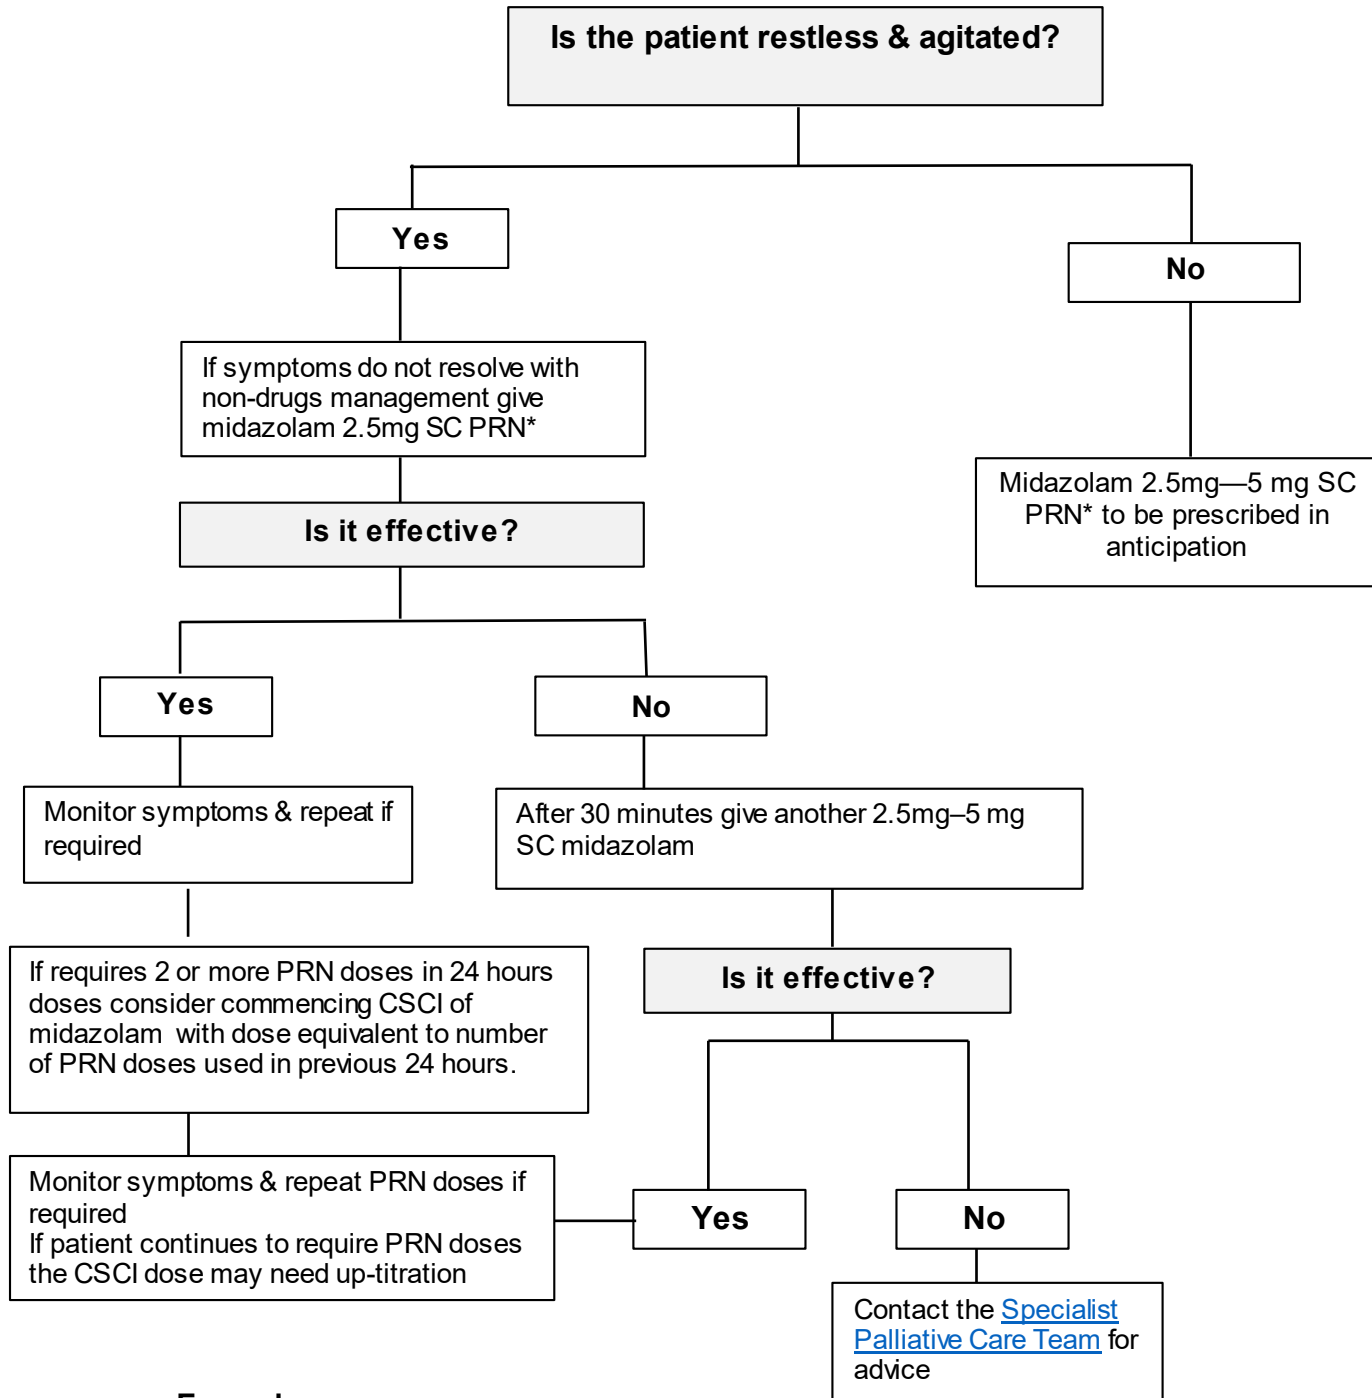 Is the patient restless & agitated?
Yes
No
If symptoms do not resolve with
non-drugs management give
midazolam 2.5mg SC PRN*
Midazolam 2.5mg—5 mg SC
PRN* to be prescribed in
anticipation
Is it effective?
Yes
No
Monitor symptoms & repeat if
required
After 30 minutes give another 2.5mg–5 mg
SC midazolam
If requires 2 or more PRN doses in 24 hours
doses consider commencing CSCI of
midazolam with dose equivalent to number
of PRN doses used in previous 24 hours.
Is it effective?
Monitor symptoms & repeat PRN doses if
required
If patient continues to require PRN doses
the CSCI dose may need up-titration
Yes
No
Contact the Specialist
Palliative Care Team for
advice